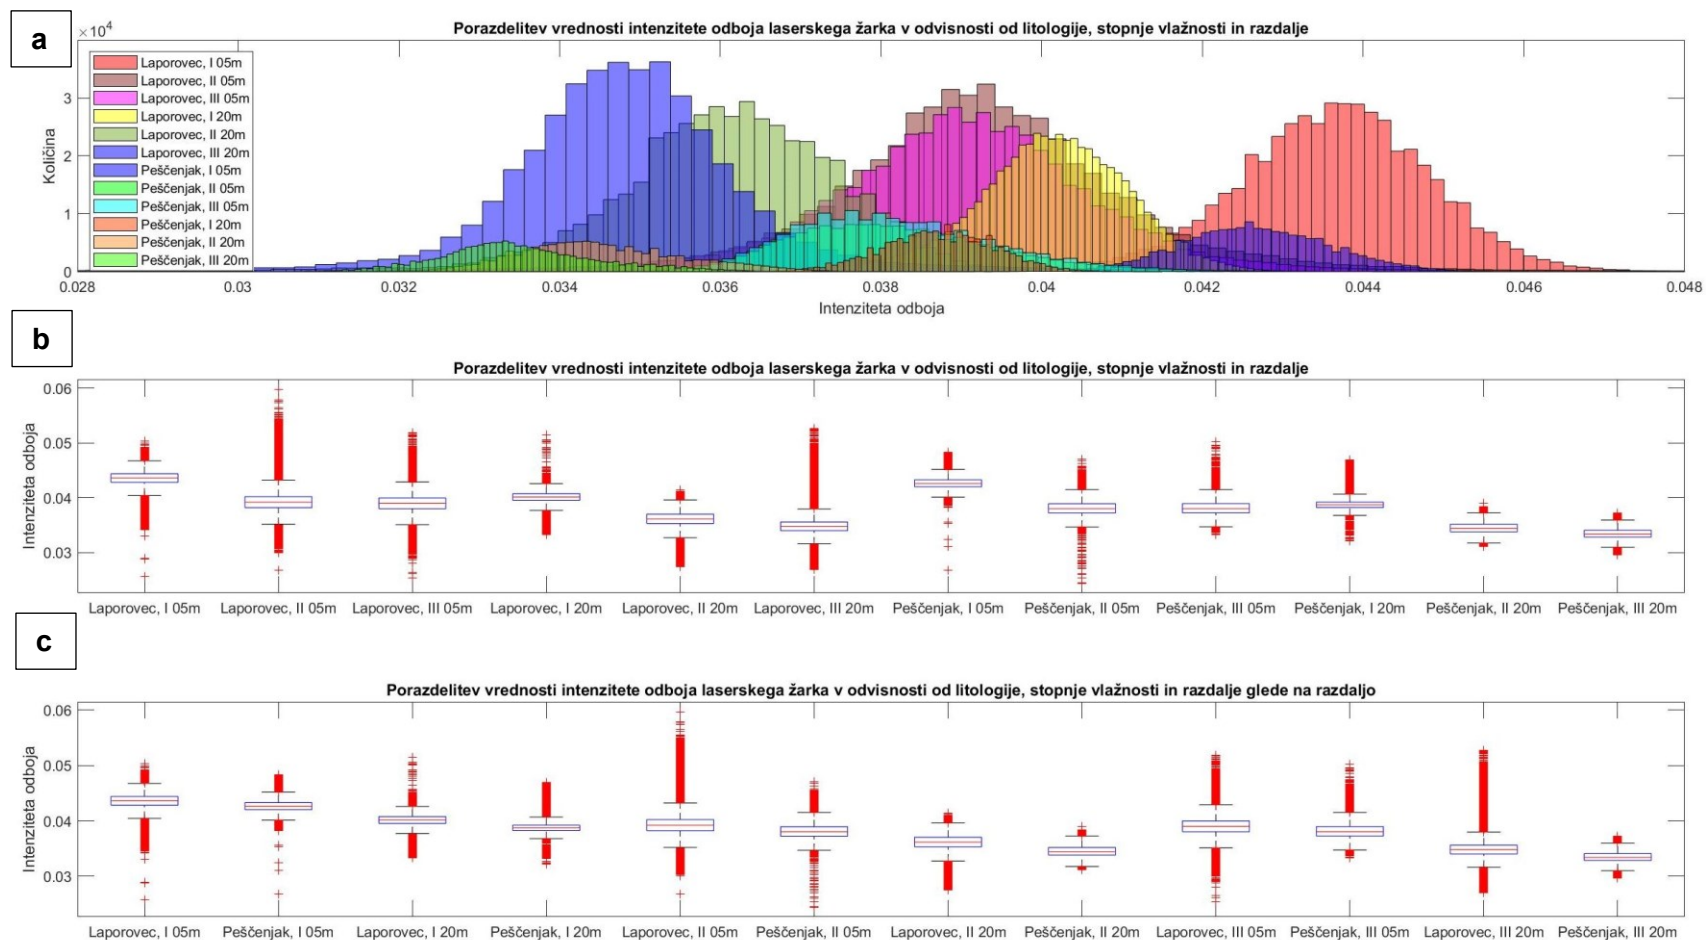 a
×10⁴
Porazdelitev vrednosti intenzitete odboja laserskega žarka v odvisnosti od litologije, stopnje vlažnosti in razdalje
Količina
3
2
1
0
Laporovec, I 05m
Laporovec, II 05m
Laporovec, III 05m
Laporovec, I 20m
Laporovec, II 20m
Laporovec, III 20m
Peščenjak, I 05m
Peščenjak, II 05m
Peščenjak, III 05m
Peščenjak, I 20m
Peščenjak, II 20m
Peščenjak, III 20m
0.028 0.03 0.032 0.034 0.036 0.038 0.04 0.042 0.044 0.046 0.048
Intenziteta odboja
b
Porazdelitev vrednosti intenzitete odboja laserskega žarka v odvisnosti od litologije, stopnje vlažnosti in razdalje
Intenziteta odboja
0.06
0.05
0.04
0.03
Laporovec, I 05m Laporovec, II 05m Laporovec, III 05m Laporovec, I 20m Laporovec, II 20m Laporovec, III 20m Peščenjak, I 05m Peščenjak, II 05m Peščenjak, III 05m Peščenjak, I 20m Peščenjak, II 20m Peščenjak, III 20m
c
Porazdelitev vrednosti intenzitete odboja laserskega žarka v odvisnosti od litologije, stopnje vlažnosti in razdalje glede na razdaljo
Intenziteta odboja
0.06
0.05
0.04
0.03
Laporovec, I 05m Peščenjak, I 05m Laporovec, I 20m Peščenjak, I 20m Laporovec, II 05m Peščenjak, II 05m Laporovec, II 20m Peščenjak, II 20m Laporovec, III 05m Peščenjak, III 05m Laporovec, III 20m Peščenjak, III 20m